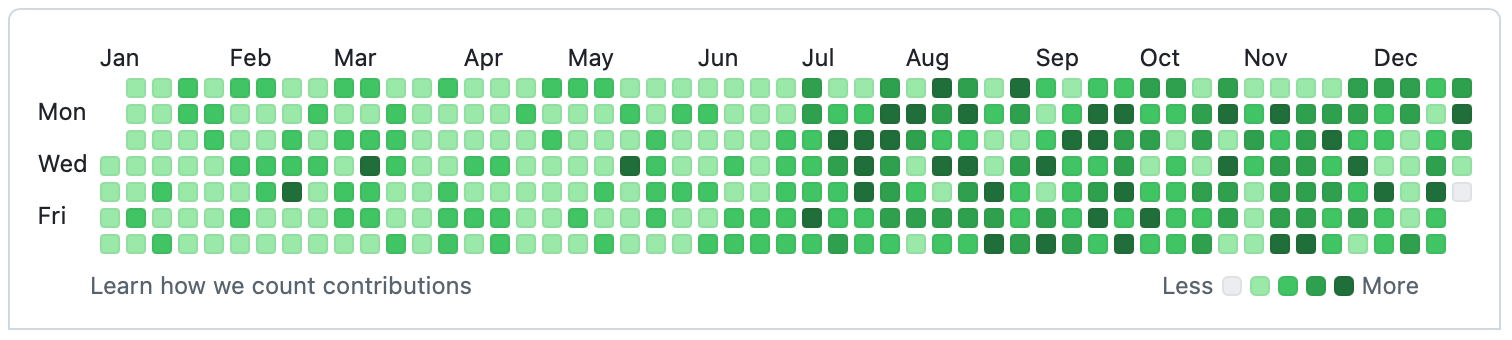 Jan Feb Mar Apr May Jun Jul Aug Sep Oct Nov Dec
Mon
Wed
Fri
Learn how we count contributions
Less More